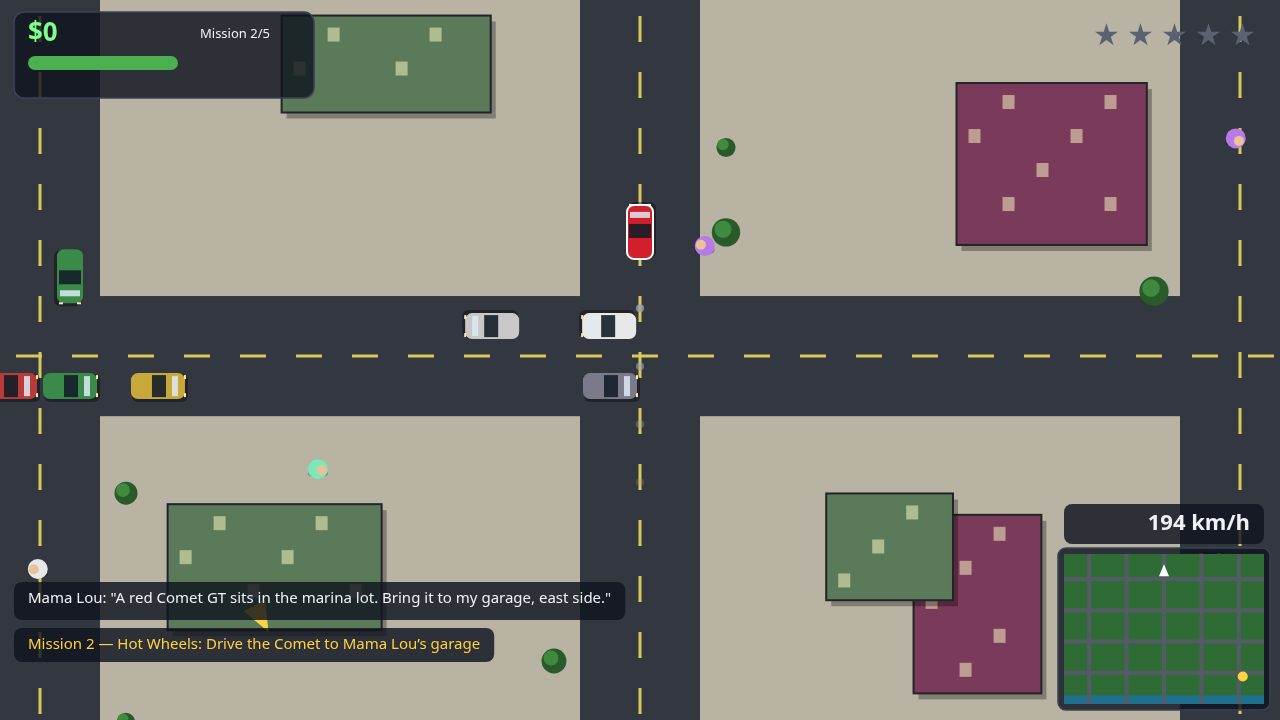 $0
Mission 2/5
194 km/h
Mama Lou: "A red Comet GT sits in the marina lot. Bring it to my garage, east side."
Mission 2 — Hot Wheels: Drive the Comet to Mama Lou’s garage